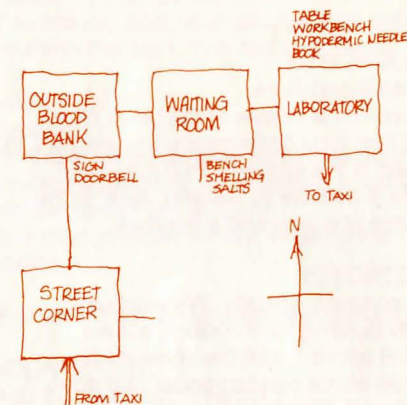 TABLE
WORKBENCH
HYPODERMIC NEEDLE
BOOK
OUTSIDE
BLOOD
BANK
WAITING
ROOM
LABORATORY
SIGN
DOORBELL
BENCH
SMELLING
SALTS
TO TAXI
N
STREET
CORNER
FROM TAXI